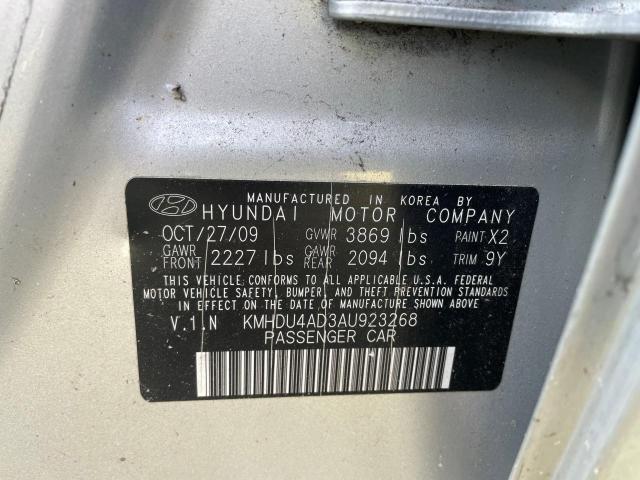 MANUFACTURED IN KOREA BY
HYUNDAI MOTOR COMPANY
OCT/27/09 GVWR 3869 lbs PAINT X2
GAWR FRONT 2227 lbs GAWR REAR 2094 lbs TRIM 9Y
THIS VEHICLE CONFORMS TO ALL APPLICABLE U.S.A. FEDERAL
MOTOR VEHICLE SAFETY, BUMPER, AND THEFT PREVENTION STANDARDS
IN EFFECT ON THE DATE OF MANUFACTURE SHOWN ABOVE
V.I.N KMHDU4AD3AU923268
PASSENGER CAR